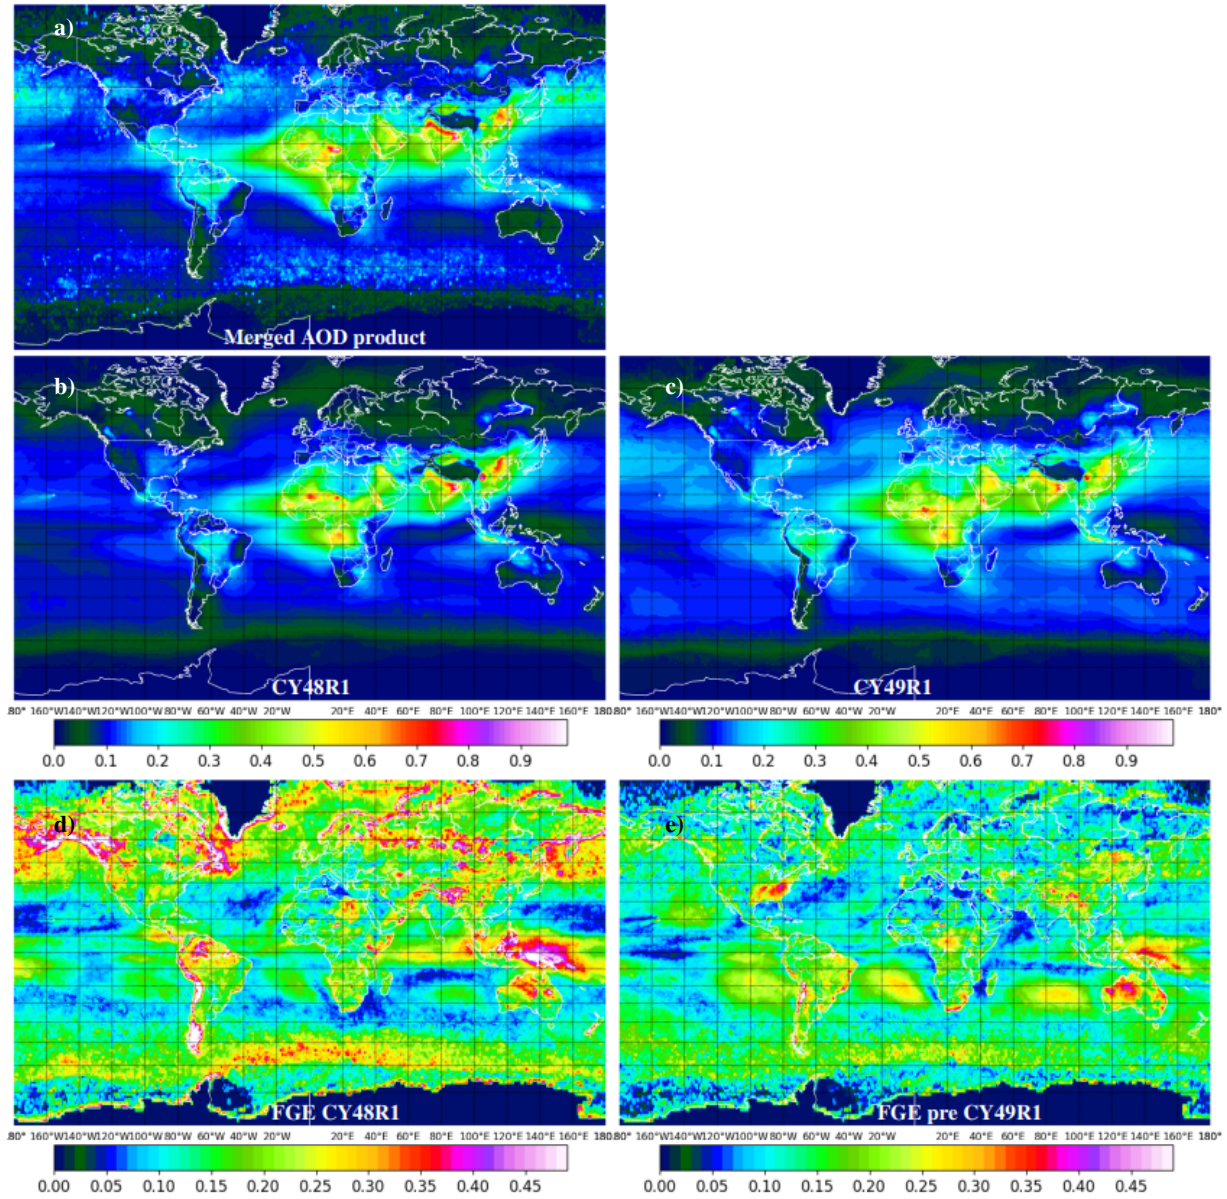 a)
Merged AOD product
b)
c)
CY48R1
CY49R1
80° 160°W140°W120°W100°W 80°W 60°W 40°W 20°W 20°E 40°E 60°E 80°E 100°E 120°E 140°E 160°E 180.80° 160°W140°W120°W100°W 80°W 60°W 40°W 20°W 20°E 40°E 60°E 80°E 100°E 120°E 140°E 160°E 180°
0.0 0.1 0.2 0.3 0.4 0.5 0.6 0.7 0.8 0.9
0.0 0.1 0.2 0.3 0.4 0.5 0.6 0.7 0.8 0.9
d)
e)
FGE CY48R1
FGE pre CY49R1
80° 160°W140°W120°W100°W 80°W 60°W 40°W 20°W 20°E 40°E 60°E 80°E 100°E 120°E 140°E 160°E 180.80° 160°W140°W120°W100°W 80°W 60°W 40°W 20°W 20°E 40°E 60°E 80°E 100°E 120°E 140°E 160°E 180°
0.00 0.05 0.10 0.15 0.20 0.25 0.30 0.35 0.40 0.45
0.00 0.05 0.10 0.15 0.20 0.25 0.30 0.35 0.40 0.45